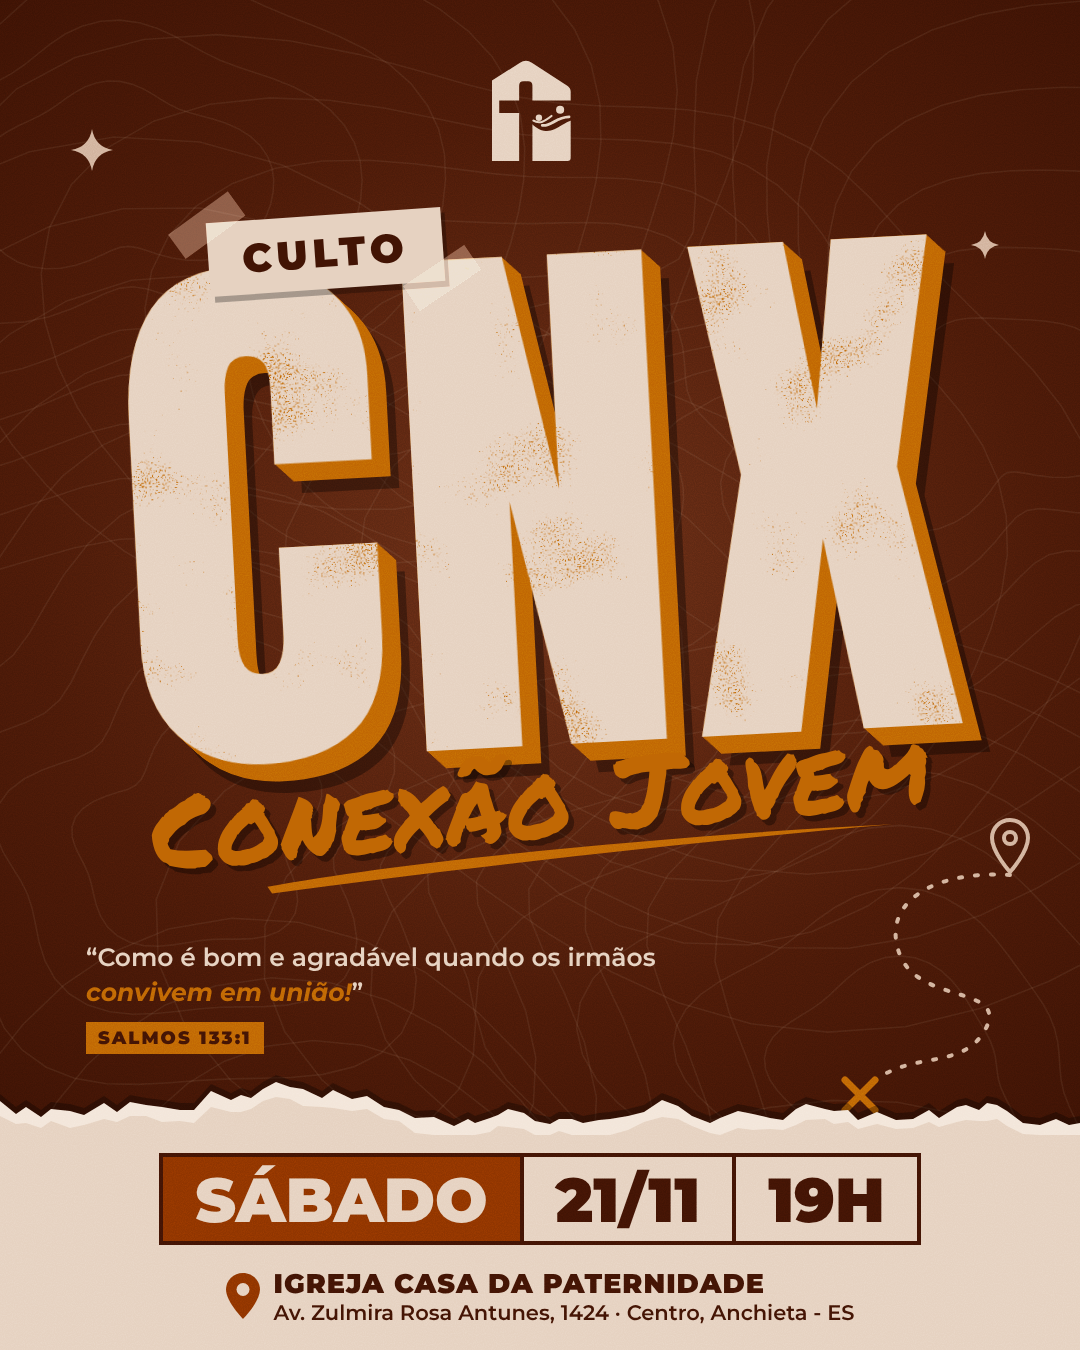 CULTO
CNX
CONEXÃO JOVEM
“Como é bom e agradável quando os irmãos
convivem em união!”
SALMOS 133:1
SÁBADO 21/11 19H
IGREJA CASA DA PATERNIDADE
Av. Zulmira Rosa Antunes, 1424 · Centro, Anchieta - ES